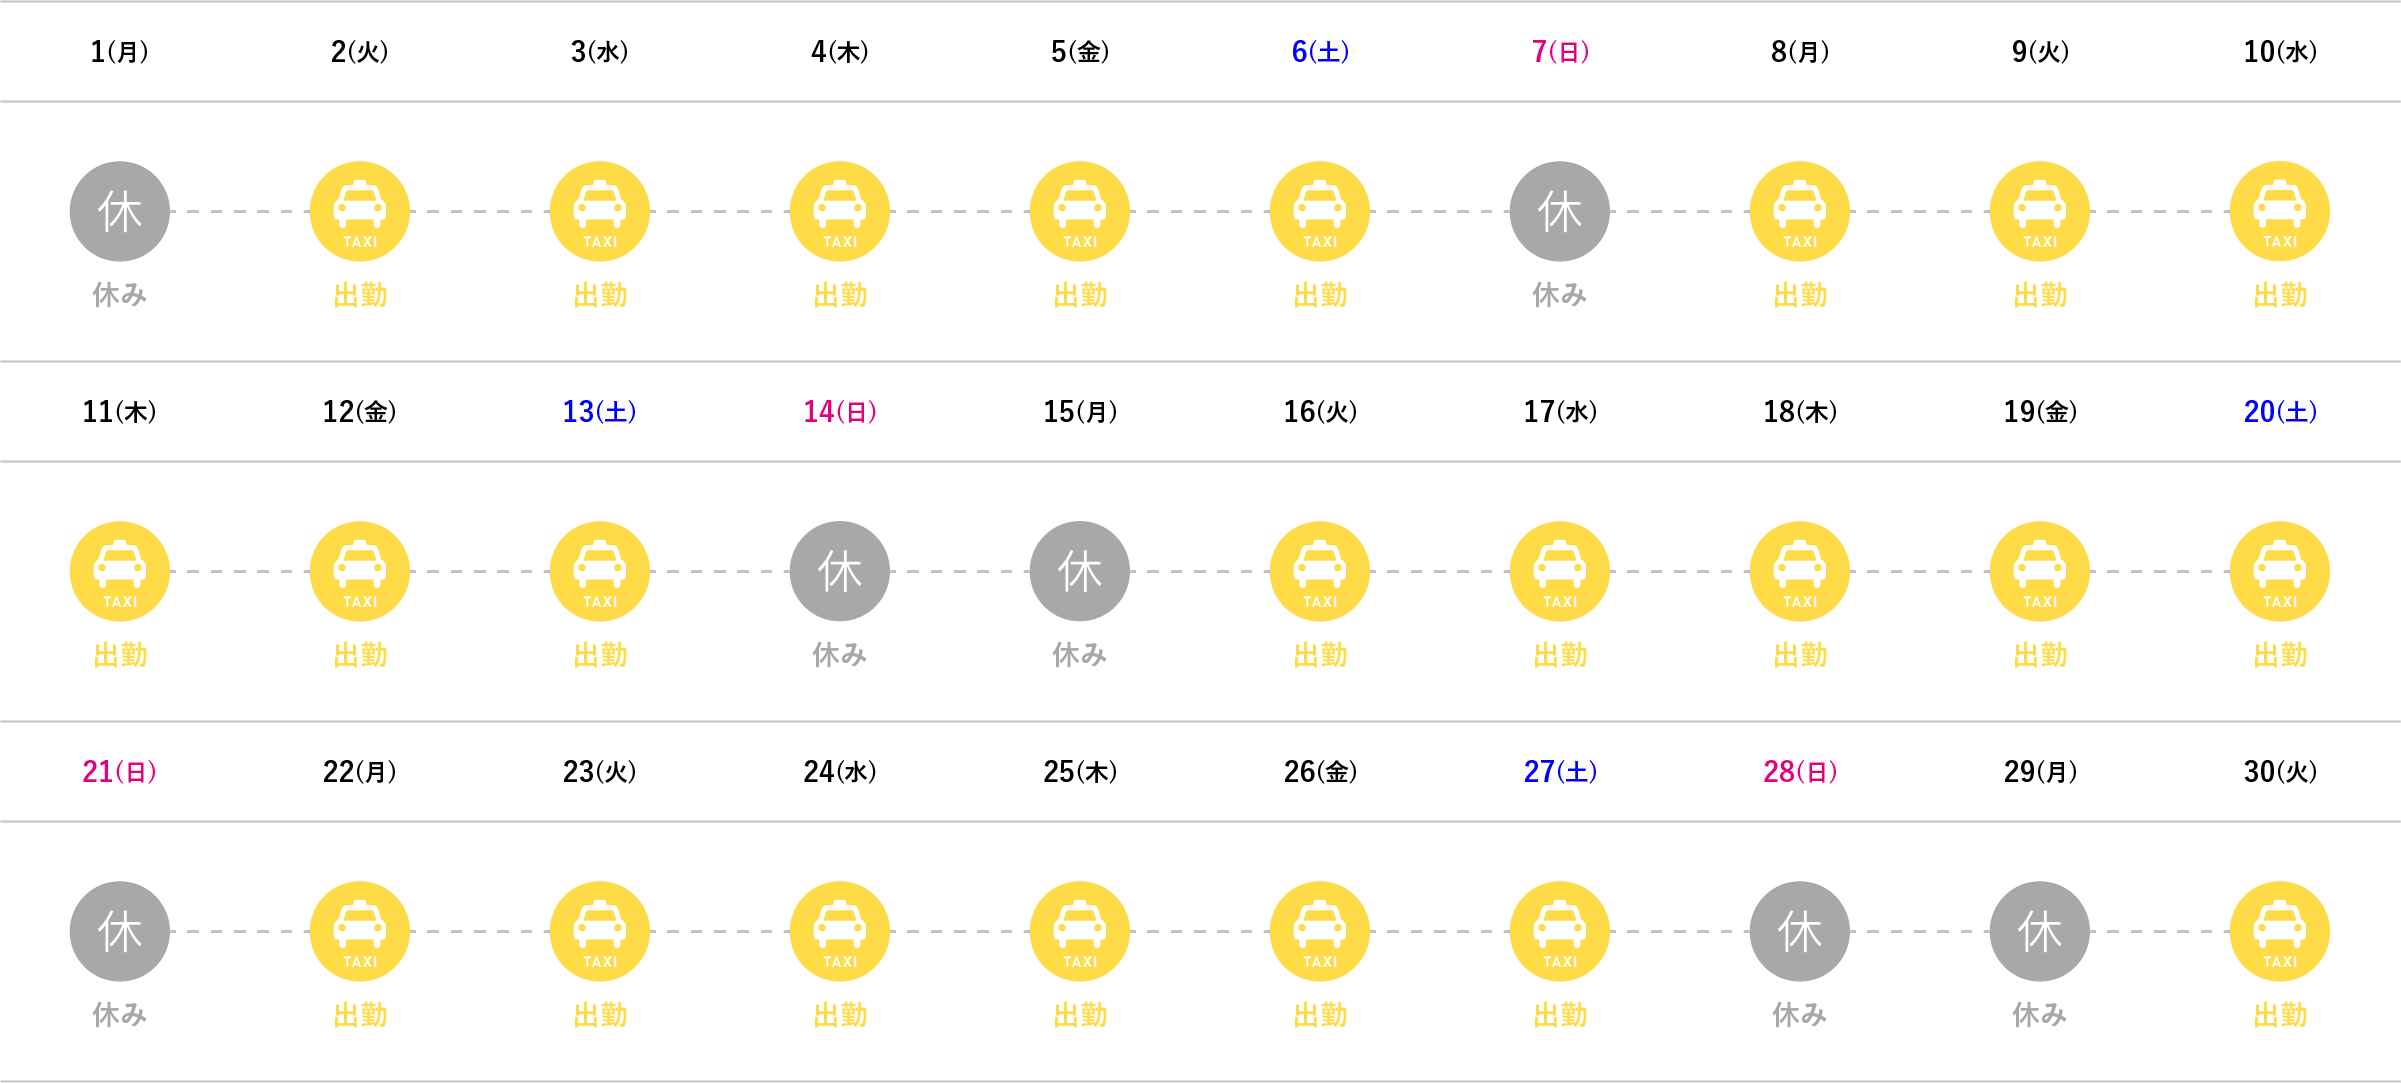 1(月) 2(火) 3(水) 4(木) 5(金) 6(土) 7(日) 8(月) 9(火) 10(水)
休 TAXI TAXI TAXI TAXI TAXI 休 TAXI TAXI TAXI
休み 出勤 出勤 出勤 出勤 出勤 休み 出勤 出勤 出勤
11(木) 12(金) 13(土) 14(日) 15(月) 16(火) 17(水) 18(木) 19(金) 20(土)
TAXI TAXI TAXI 休 休 TAXI TAXI TAXI TAXI TAXI
出勤 出勤 出勤 休み 休み 出勤 出勤 出勤 出勤 出勤
21(日) 22(月) 23(火) 24(水) 25(木) 26(金) 27(土) 28(日) 29(月) 30(火)
休 TAXI TAXI TAXI TAXI TAXI TAXI 休 休 TAXI
休み 出勤 出勤 出勤 出勤 出勤 出勤 休み 休み 出勤